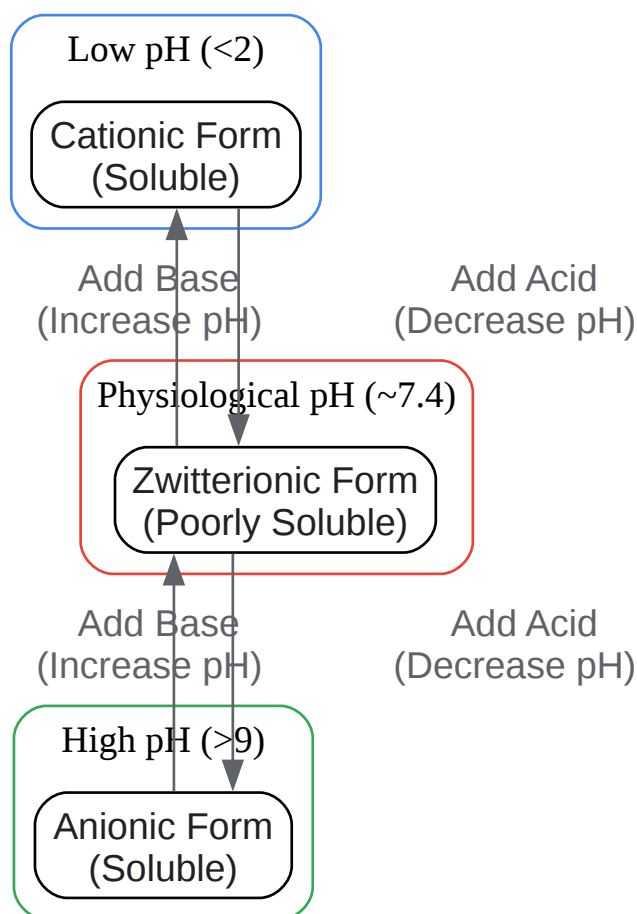 Low pH (<2)
Cationic Form
(Soluble)
Add Base
(Increase pH)
Add Acid
(Decrease pH)
Physiological pH (~7.4)
Zwitterionic Form
(Poorly Soluble)
Add Base
(Increase pH)
Add Acid
(Decrease pH)
High pH (>9)
Anionic Form
(Soluble)